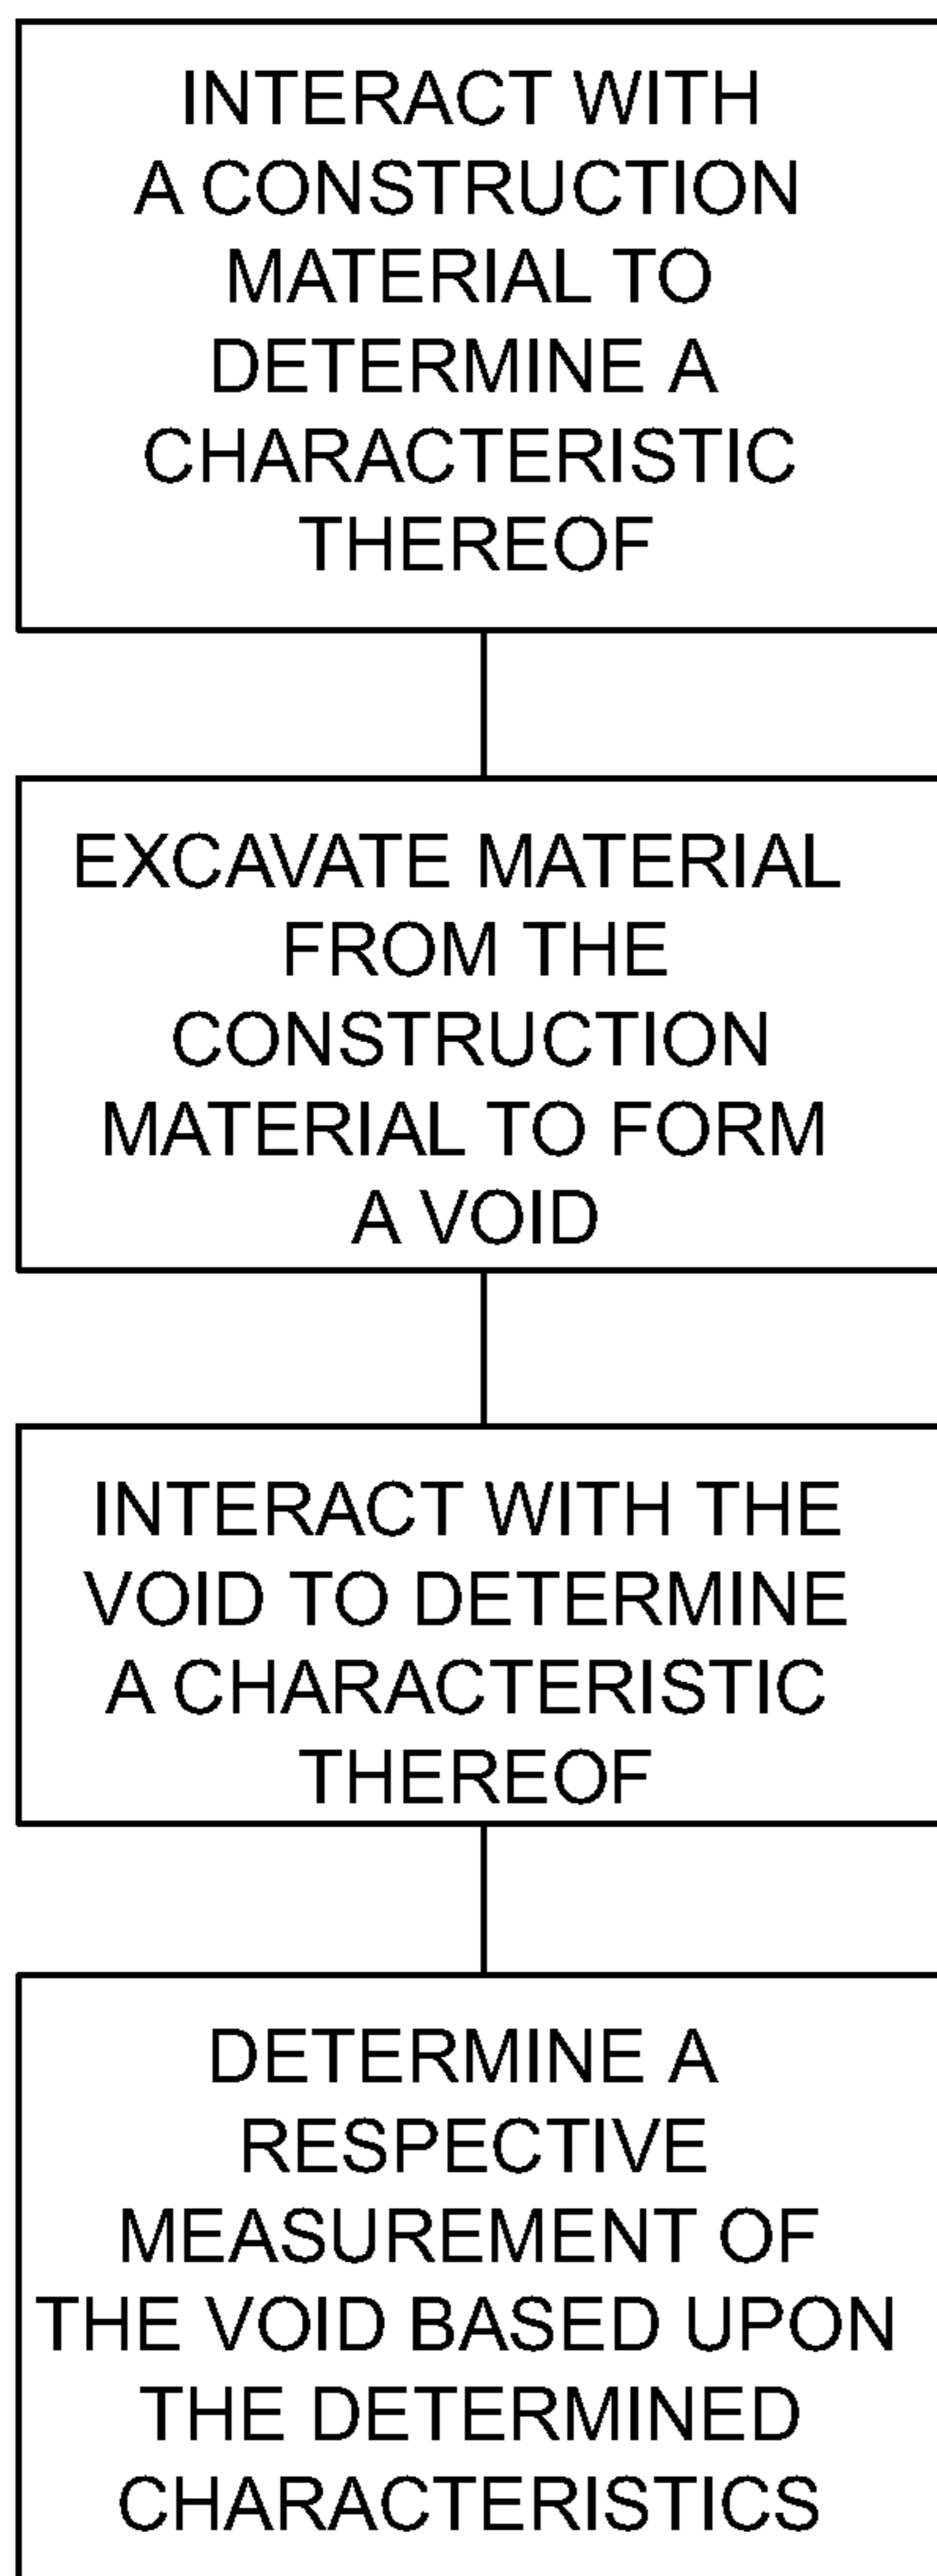 INTERACT WITH
A CONSTRUCTION
MATERIAL TO
DETERMINE A
CHARACTERISTIC
THEREOF
EXCAVATE MATERIAL
FROM THE
CONSTRUCTION
MATERIAL TO FORM
A VOID
INTERACT WITH THE
VOID TO DETERMINE
A CHARACTERISTIC
THEREOF
DETERMINE A
RESPECTIVE
MEASUREMENT OF
THE VOID BASED UPON
THE DETERMINED
CHARACTERISTICS